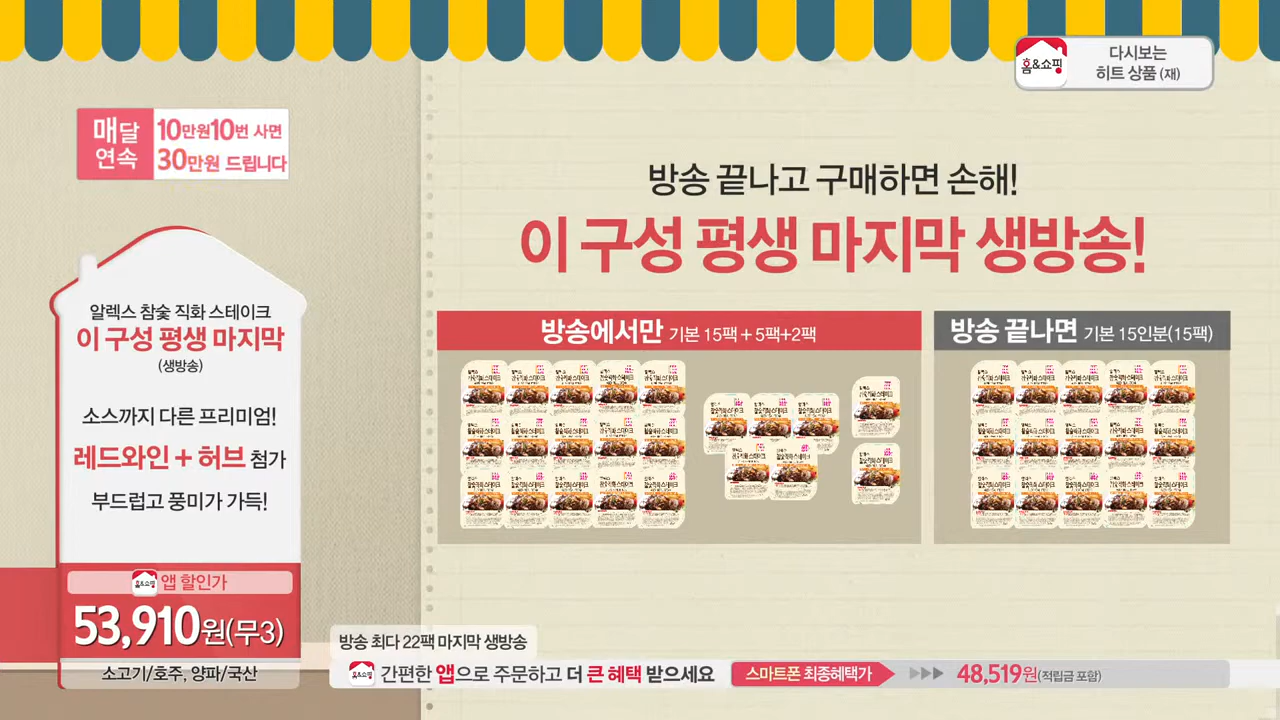 홈&쇼핑
다시보는
히트 상품 (재)
매달
연속
10만원10번 사면
30만원 드립니다
방송 끝나고 구매하면 손해!
이 구성 평생 마지막 생방송!
알렉스 참숯 직화 스테이크
이 구성 평생 마지막
(생방송)
소스까지 다른 프리미엄!
레드와인 + 허브 첨가
부드럽고 풍미가 가득!
방송에서만 기본 15팩 + 5팩+2팩
방송 끝나면 기본 15인분(15팩)
홈&쇼핑 앱 할인가
53,910원(무3)
소고기/호주, 양파/국산
방송 최다 22팩 마지막 생방송
홈&쇼핑 간편한 앱으로 주문하고 더 큰 혜택 받으세요
스마트폰 최종혜택가
48,519원(적립금 포함)